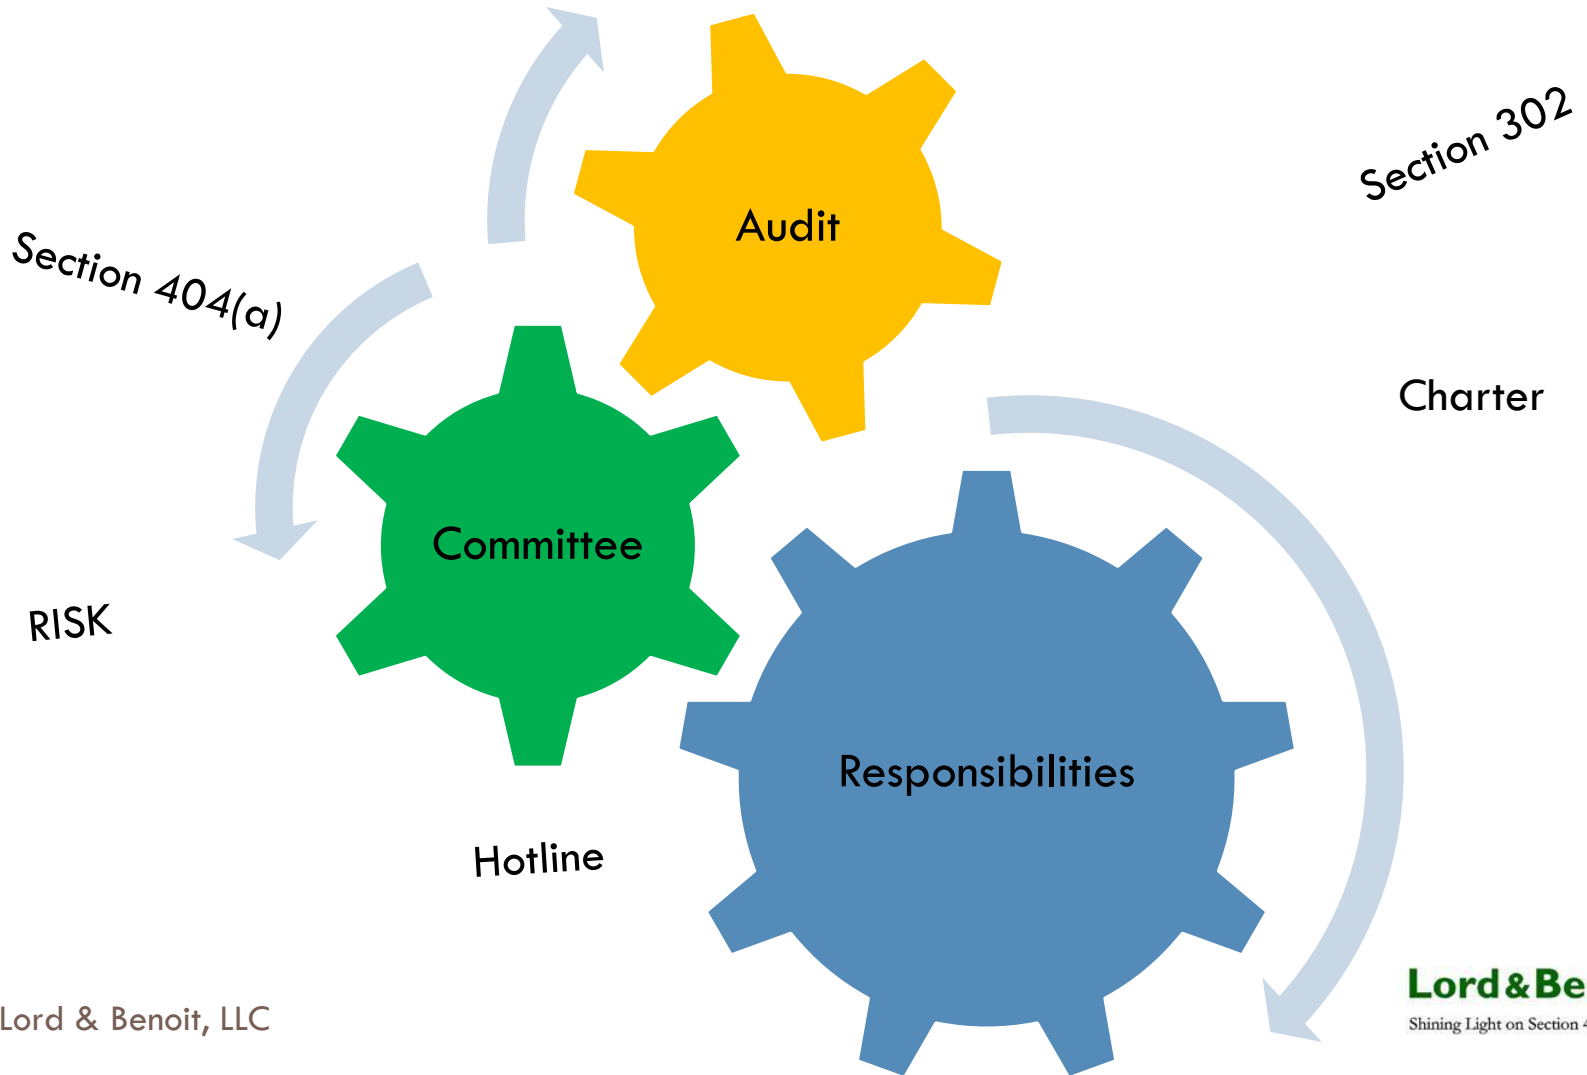 Section 302
Audit
Section 404(a)
Charter
Committee
RISK
Responsibilities
Hotline
Lord & Benoit, LLC
Lord&Be
Shining Light on Section 4